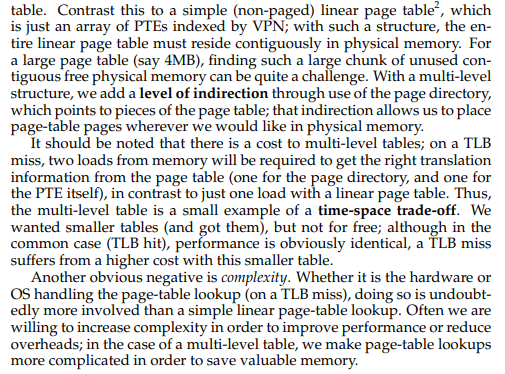 table. Contrast this to a simple (non-paged) linear page table², which
is just an array of PTEs indexed by VPN; with such a structure, the en-
tire linear page table must reside contiguously in physical memory. For
a large page table (say 4MB), finding such a large chunk of unused con-
tiguous free physical memory can be quite a challenge. With a multi-level
structure, we add a level of indirection through use of the page directory,
which points to pieces of the page table; that indirection allows us to place
page-table pages wherever we would like in physical memory.
It should be noted that there is a cost to multi-level tables; on a TLB
miss, two loads from memory will be required to get the right translation
information from the page table (one for the page directory, and one for
the PTE itself), in contrast to just one load with a linear page table. Thus,
the multi-level table is a small example of a time-space trade-off. We
wanted smaller tables (and got them), but not for free; although in the
common case (TLB hit), performance is obviously identical, a TLB miss
suffers from a higher cost with this smaller table.
Another obvious negative is complexity. Whether it is the hardware or
OS handling the page-table lookup (on a TLB miss), doing so is undoubt-
edly more involved than a simple linear page-table lookup. Often we are
willing to increase complexity in order to improve performance or reduce
overheads; in the case of a multi-level table, we make page-table lookups
more complicated in order to save valuable memory.